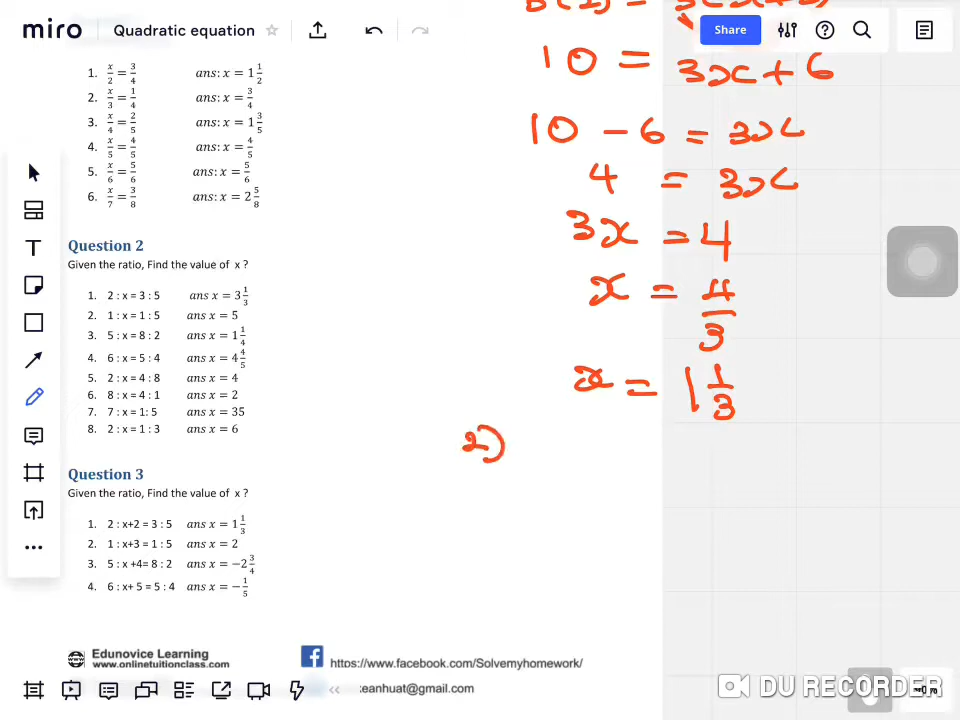 miro
Quadratic equation
Share
1. x/2 = 3/4 ans: x = 1 1/2
2. x/3 = 1/4 ans: x = 3/4
3. x/4 = 2/5 ans: x = 1 3/5
4. x/5 = 4/5 ans: x = 4/5
5. x/6 = 5/6 ans: x = 5/6
6. x/7 = 3/8 ans: x = 2 5/8
Question 2
Given the ratio, Find the value of x ?
1. 2 : x = 3 : 5 ans x = 3 1/3
2. 1 : x = 1 : 5 ans x = 5
3. 5 : x = 8 : 2 ans x = 1 1/4
4. 6 : x = 5 : 4 ans x = 4 4/5
5. 2 : x = 4 : 8 ans x = 4
6. 8 : x = 4 : 1 ans x = 2
7. 7 : x = 1: 5 ans x = 35
8. 2 : x = 1 : 3 ans x = 6
Question 3
Given the ratio, Find the value of x ?
1. 2 : x+2 = 3 : 5 ans x = 1 1/3
2. 1 : x+3 = 1 : 5 ans x = 2
3. 5 : x +4= 8 : 2 ans x = −2 3/4
4. 6 : x+ 5 = 5 : 4 ans x = − 1/5
10 = 3x + 6
10 - 6 = 3x
4 = 3x
3x = 4
x = 4/3
x = 1 1/3
2)
Edunovice Learning
www.onlinetuitionclass.com
https://www.facebook.com/Solvemyhomework/
keanhuat@gmail.com
DU RECORDER